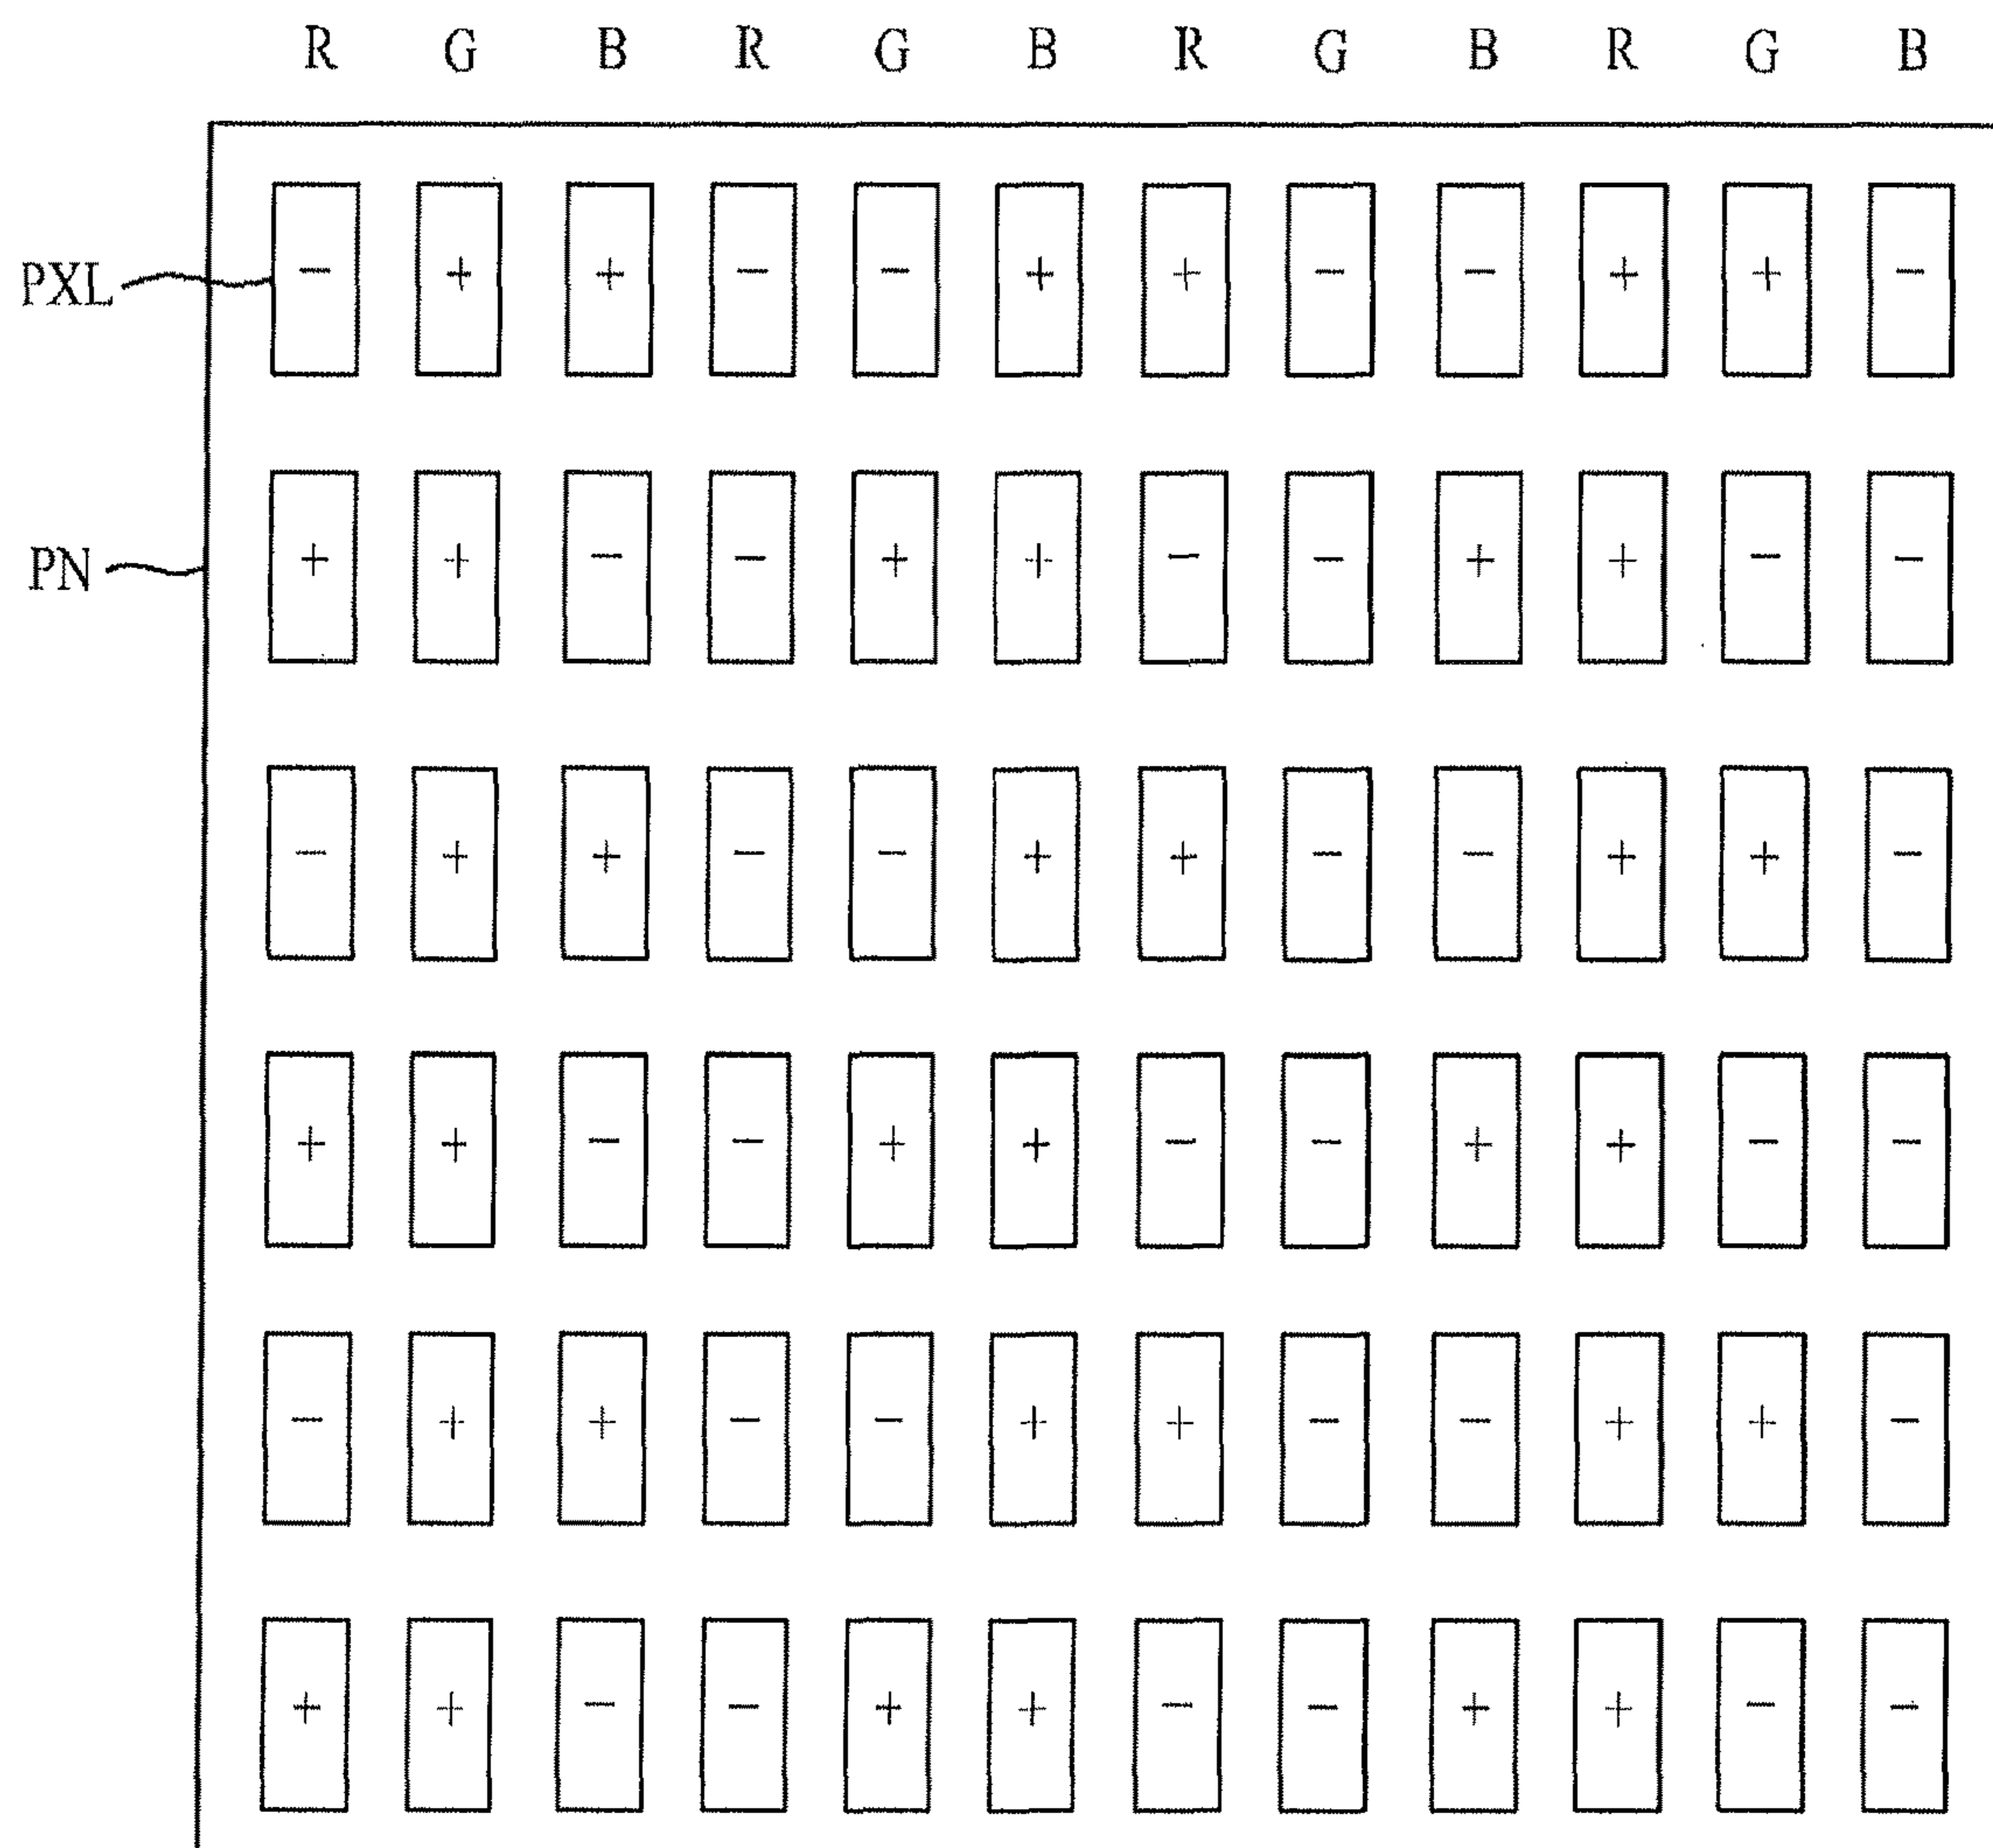 R G B R G B R G B R G B
PXL − + + − − + + − − + + −
PN + + − − + + − − + + − −
− + + − − + + − − + + −
+ + − − + + − − + + − −
− + + − − + + − − + + −
+ + − − + + − − + + − −